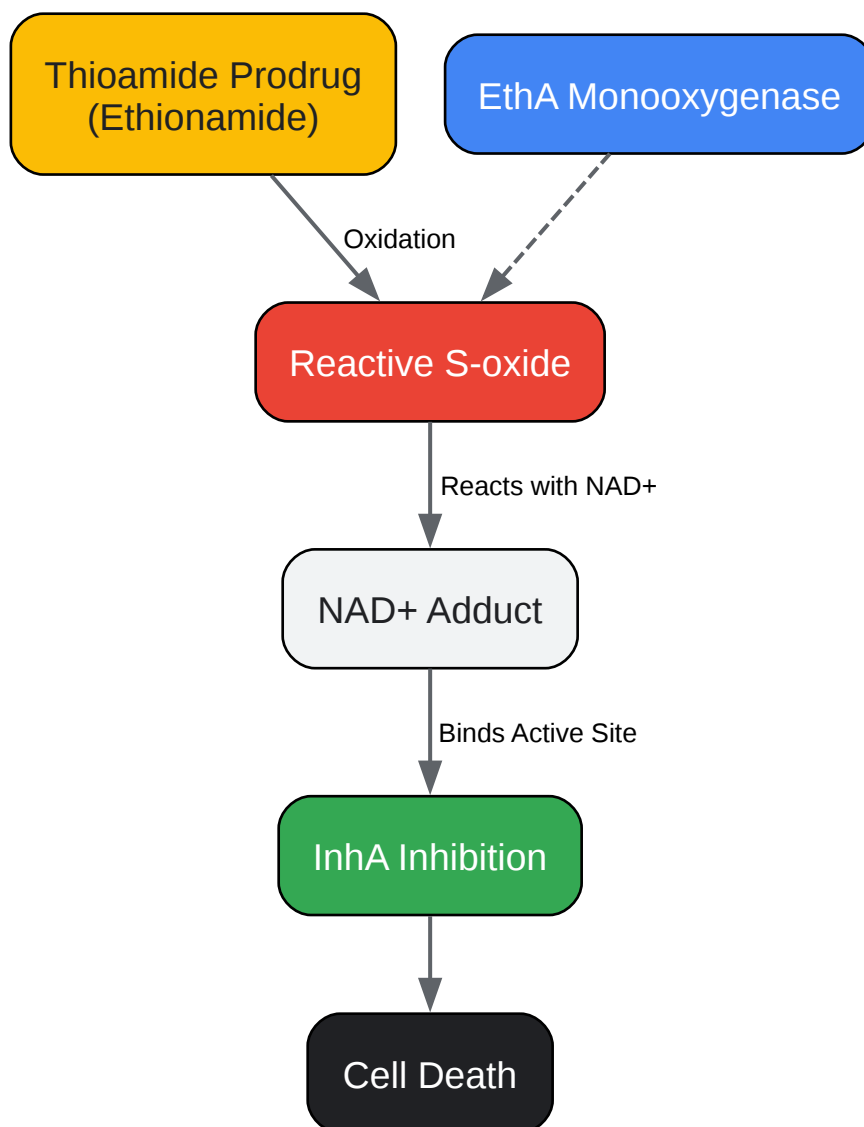 Thioamide Prodrug
(Ethionamide)
EthA Monooxygenase
Oxidation
Reactive S-oxide
Reacts with NAD+
NAD+ Adduct
Binds Active Site
InhA Inhibition
Cell Death